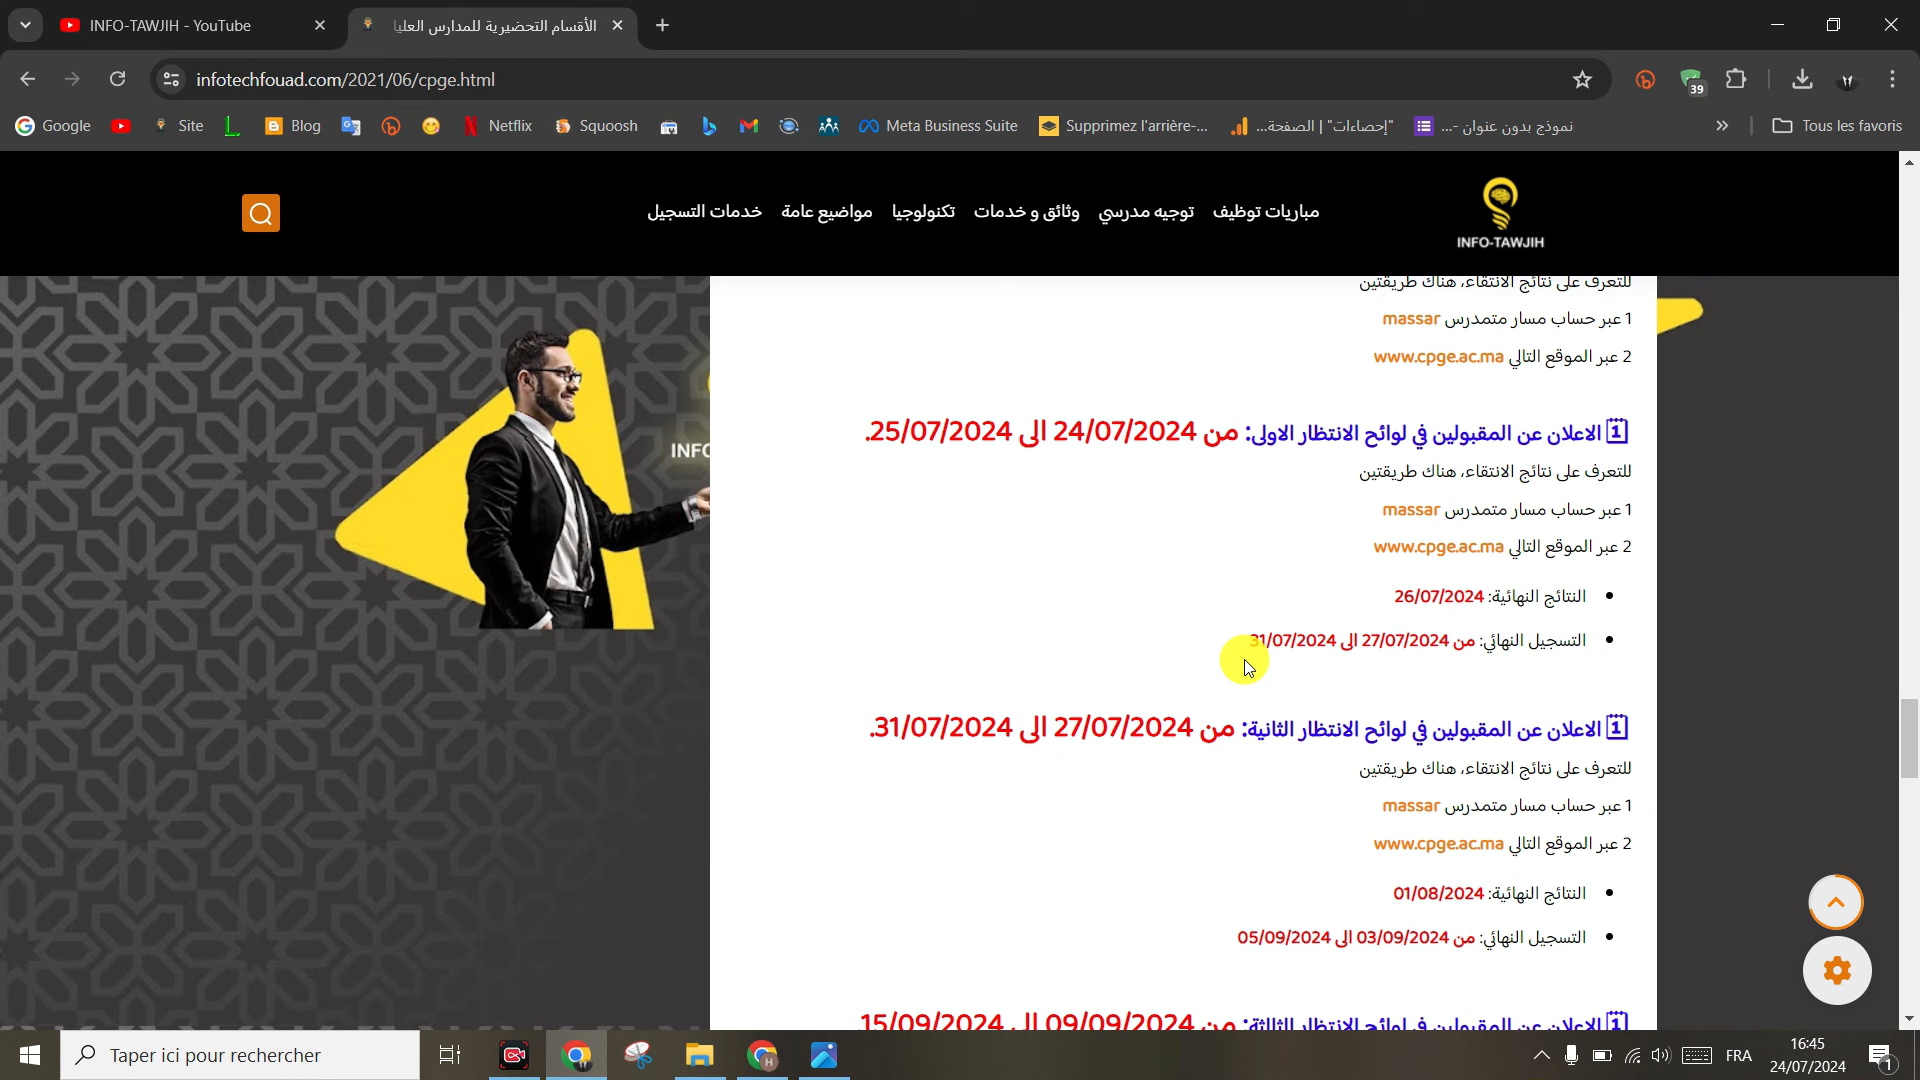 INFO-TAWJIH - YouTube
الأقسام التحضيرية للمدارس العليا
infotechfouad.com/2021/06/cpge.html
39
Google
Site
Blog
Netflix
Squoosh
Meta Business Suite
Supprimez l'arrière-...
"إحصاءات" | الصفحة...
نموذج بدون عنوان -...
Tous les favoris
مباريات توظيف
توجيه مدرسي
وثائق و خدمات
تكنولوجيا
مواضيع عامة
خدمات التسجيل
INFO-TAWJIH
للتعرف على نتائج الانتقاء، هناك طريقتين
1 عبر حساب مسار متمدرس massar
2 عبر الموقع التالي www.cpge.ac.ma
INFO
1 الاعلان عن المقبولين في لوائح الانتظار الاولى: من 24/07/2024 الى 25/07/2024.
للتعرف على نتائج الانتقاء، هناك طريقتين
1 عبر حساب مسار متمدرس massar
2 عبر الموقع التالي www.cpge.ac.ma
النتائج النهائية: 26/07/2024
التسجيل النهائي: من 27/07/2024 الى 31/07/2024
1 الاعلان عن المقبولين في لوائح الانتظار الثانية: من 27/07/2024 الى 31/07/2024.
للتعرف على نتائج الانتقاء، هناك طريقتين
1 عبر حساب مسار متمدرس massar
2 عبر الموقع التالي www.cpge.ac.ma
النتائج النهائية: 01/08/2024
التسجيل النهائي: من 03/09/2024 الى 05/09/2024
1 الاعلان عن المقبولين في لوائح الانتظار الثالثة: من 09/09/2024 الى 15/09/2024
Taper ici pour rechercher
FRA
16:45
24/07/2024
1